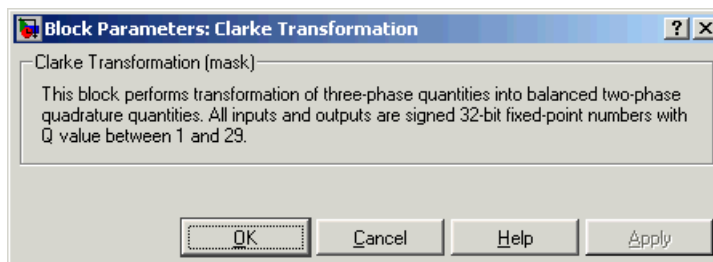 Block Parameters: Clarke Transformation
Clarke Transformation (mask)
This block performs transformation of three-phase quantities into balanced two-phase
quadrature quantities. All inputs and outputs are signed 32-bit fixed-point numbers with
Q value between 1 and 29.
OK Cancel Help Apply